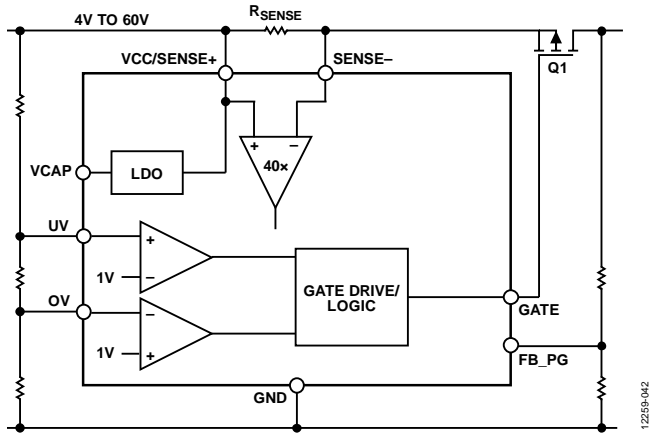 4V TO 60V
RSENSE
VCC/SENSE+
SENSE–
Q1
+
–
40×
VCAP
LDO
UV
+
1V
–
GATE DRIVE/
LOGIC
GATE
OV
–
1V
+
FB_PG
GND
12259-042